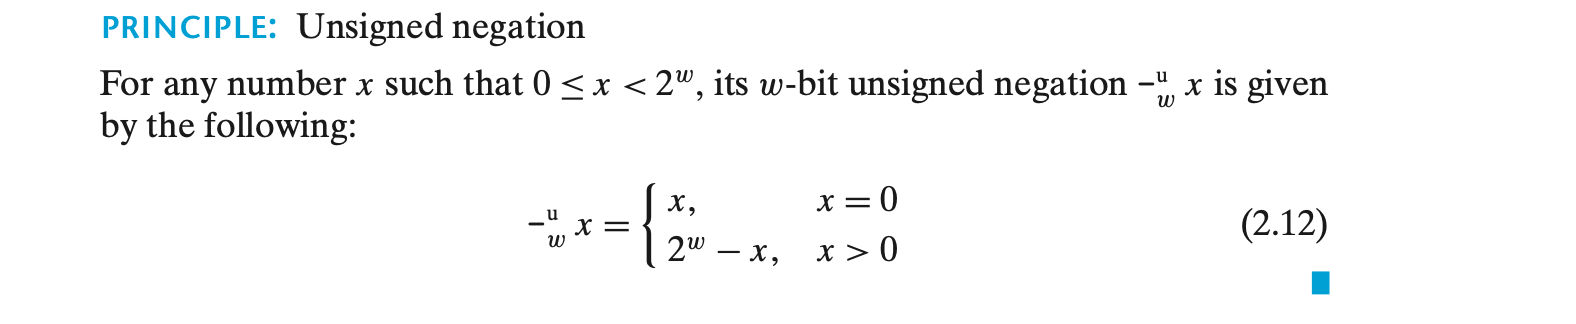 PRINCIPLE: Unsigned negation
For any number x such that 0 ≤ x < 2^w, its w-bit unsigned negation -^u_w x is given
by the following:
-^u_w x = { x, x = 0
2^w − x, x > 0
(2.12)